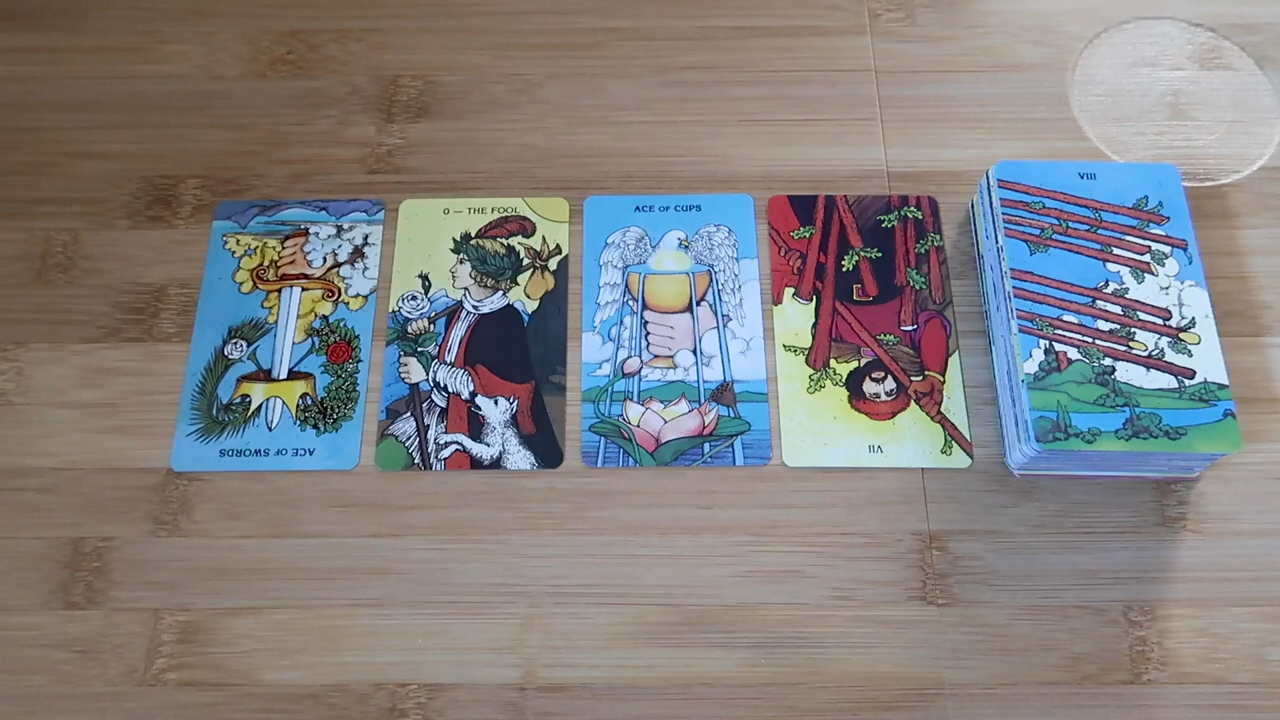 ACE OF SWORDS
0 — THE FOOL
ACE OF CUPS
VII
VIII